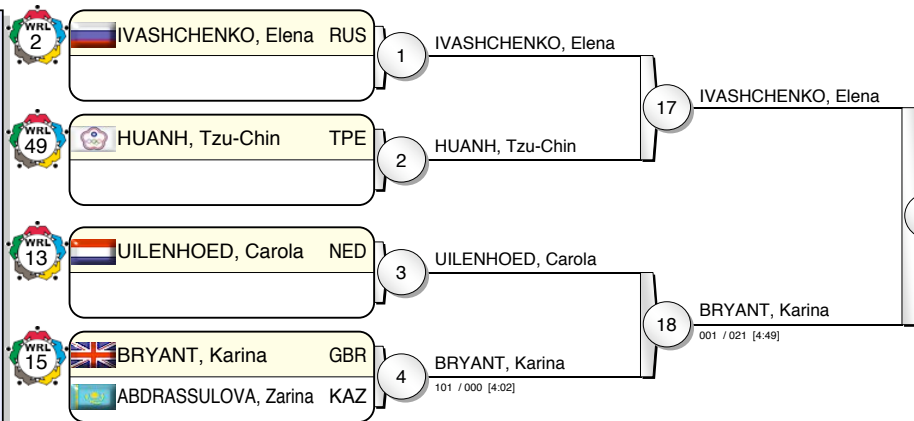 WRL
2
IVASHCHENKO, Elena RUS
1
IVASHCHENKO, Elena
17
IVASHCHENKO, Elena
WRL
49
HUANH, Tzu-Chin TPE
2
HUANH, Tzu-Chin
WRL
13
UILENHOED, Carola NED
3
UILENHOED, Carola
18
BRYANT, Karina
001 / 021 [4:49]
WRL
15
BRYANT, Karina GBR
ABDRASSULOVA, Zarina KAZ
4
BRYANT, Karina
101 / 000 [4:02]